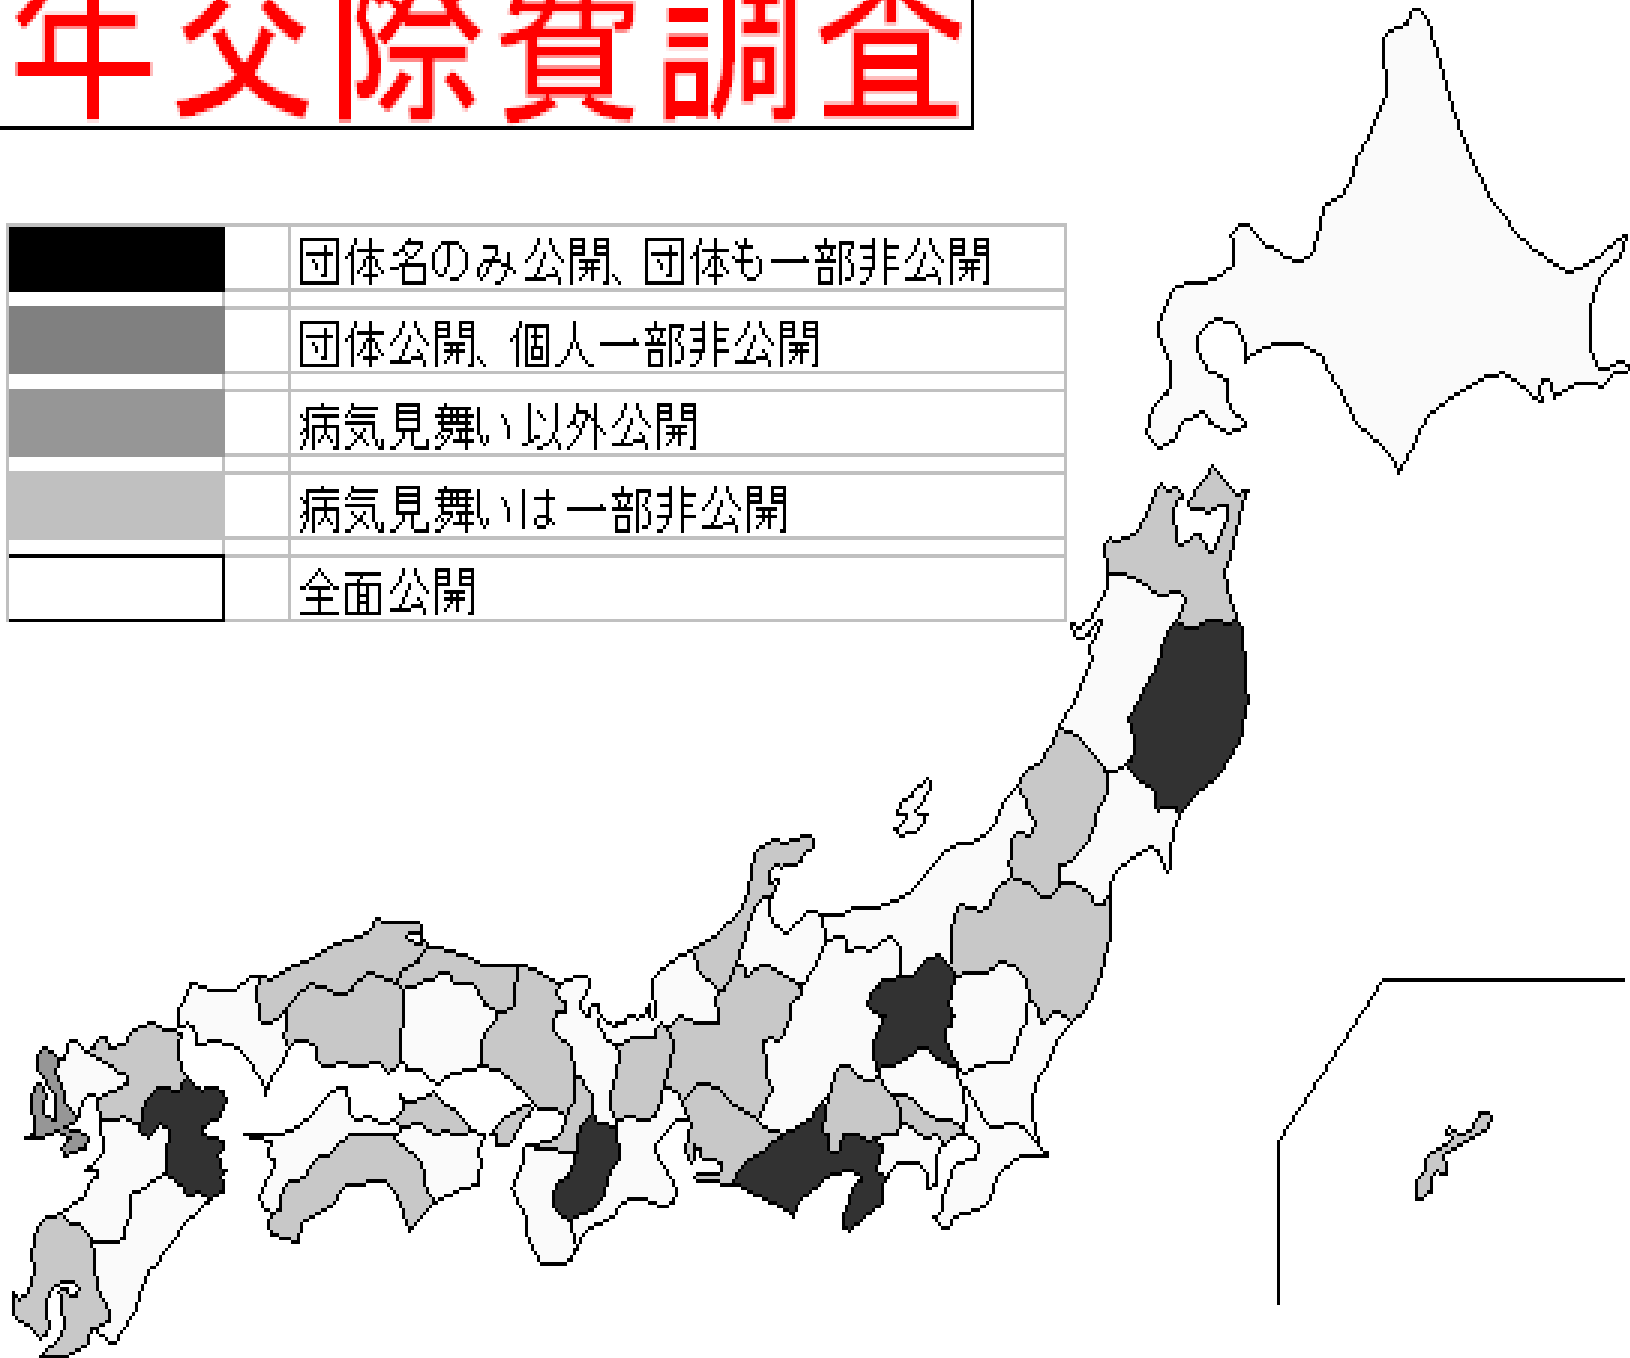 年交際費調査
団体名のみ公開、団体も一部非公開
団体公開、個人一部非公開
病気見舞い以外公開
病気見舞いは一部非公開
全面公開